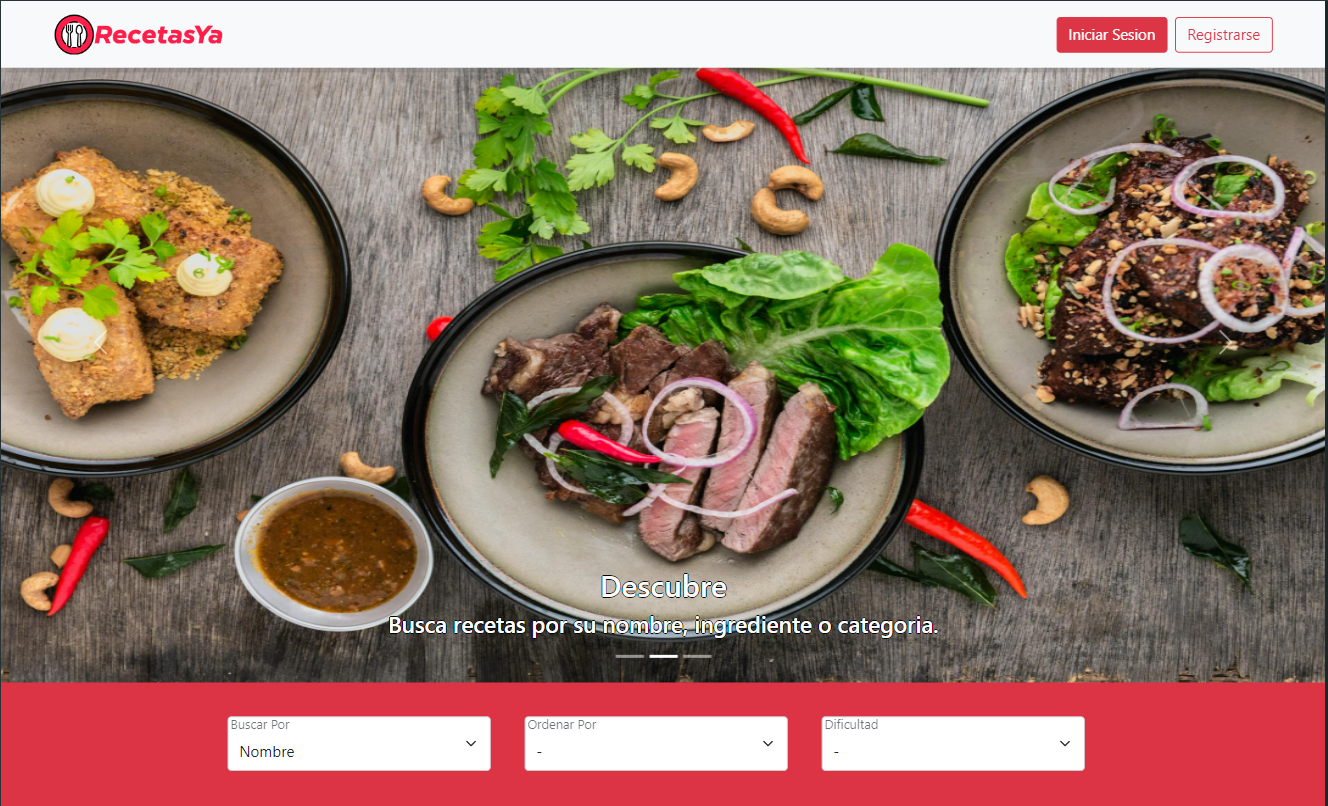 RecetasYa
Iniciar Sesion
Registrarse
Descubre
Busca recetas por su nombre, ingrediente o categoria.
Buscar Por
Nombre
Ordenar Por
-
Dificultad
-